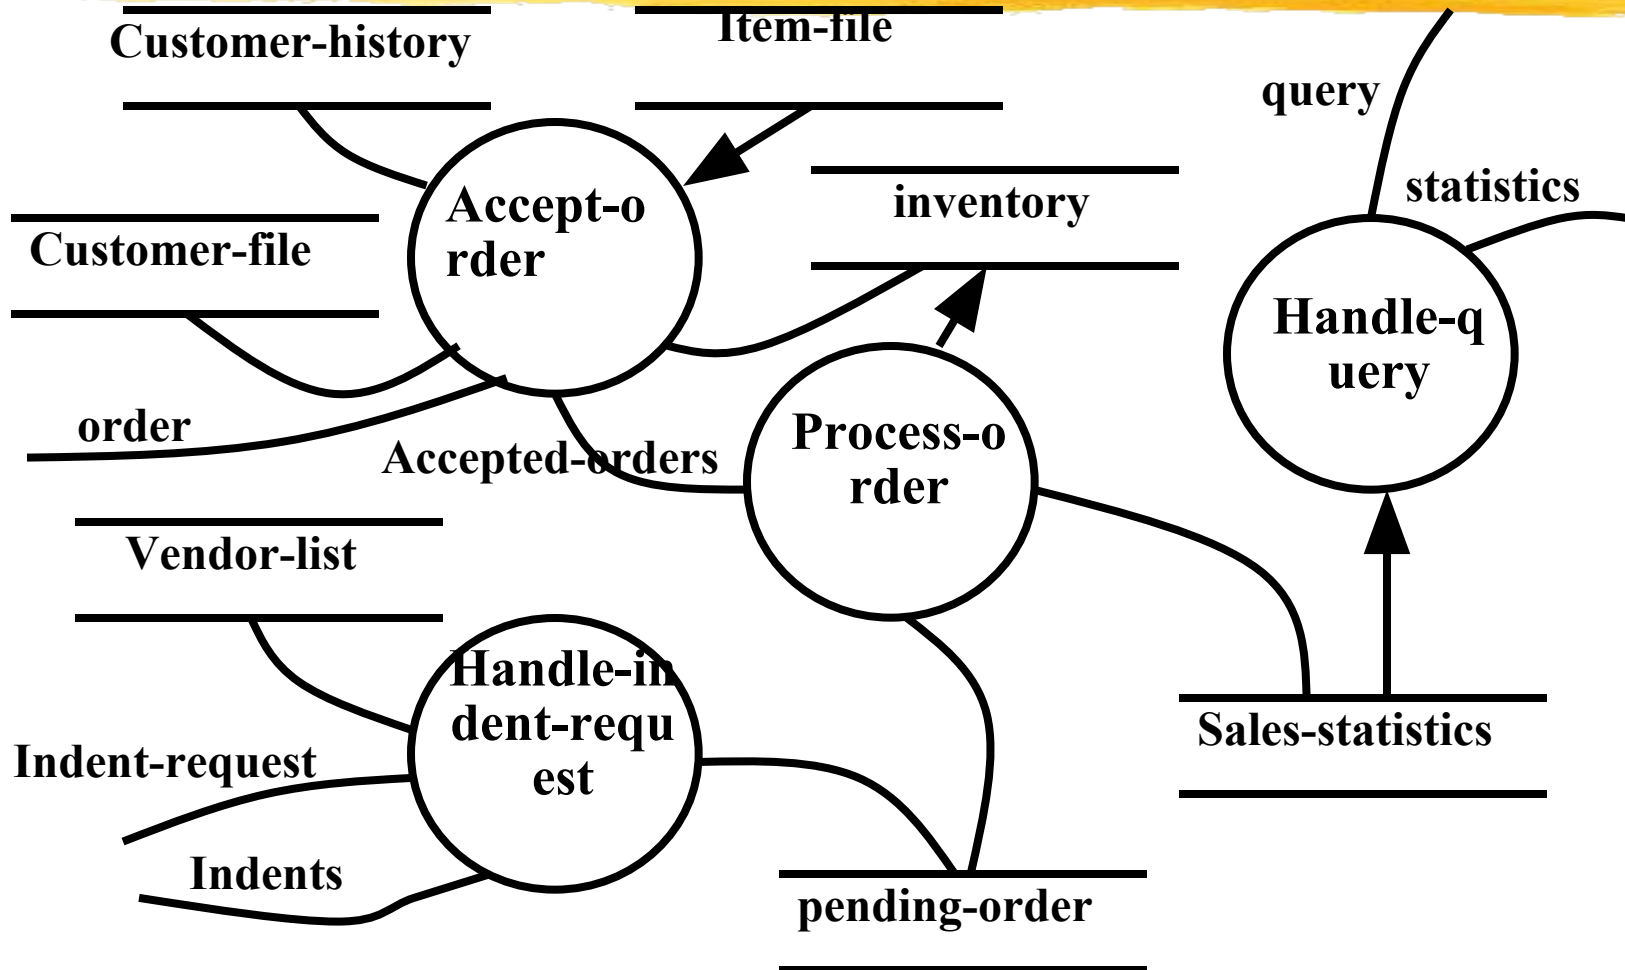 Customer-history
Item-file
query
statistics
Accept-o
rder
inventory
Customer-file
Handle-q
uery
order
Accepted-orders
Process-o
rder
Vendor-list
Handle-in
dent-requ
est
Indent-request
Sales-statistics
Indents
pending-order